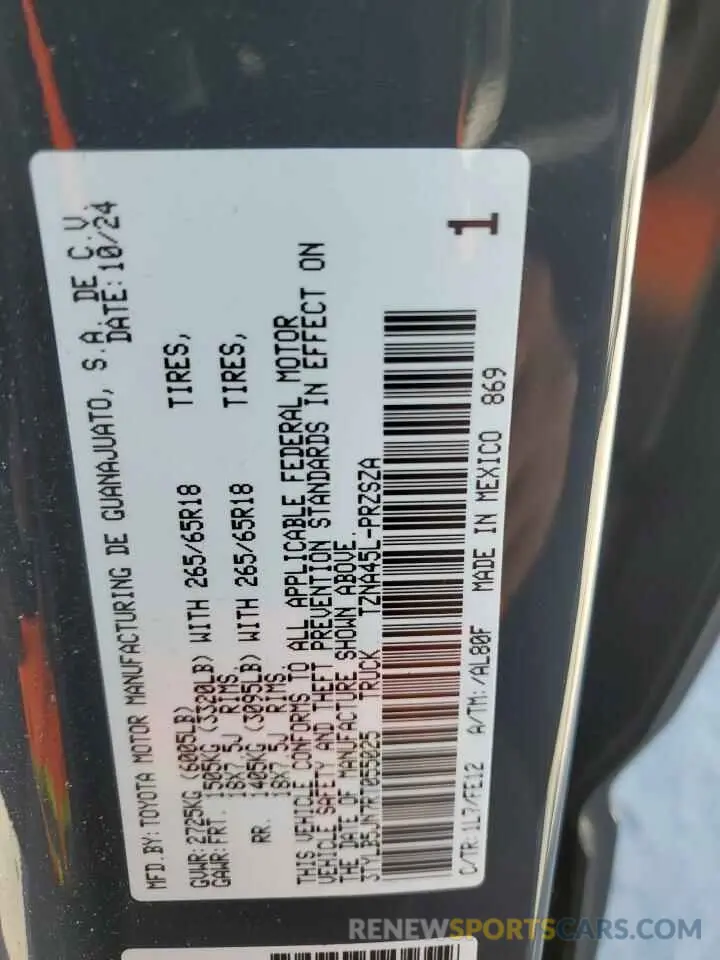 MFD.BY:TOYOTA MOTOR MANUFACTURING DE GUANAJUATO, S.A. DE C.V.
DATE:10/24
GVWR:2725KG (6005LB)
GAWR:FRT. 1505KG (3320LB) WITH 265/65R18 TIRES,
18X7.5J RIMS,
RR. 1405KG (3095LB) WITH 265/65R18 TIRES,
18X7.5J RIMS.
THIS VEHICLE CONFORMS TO ALL APPLICABLE FEDERAL MOTOR
VEHICLE SAFETY AND THEFT PREVENTION STANDARDS IN EFFECT ON
THE DATE OF MANUFACTURE SHOWN ABOVE.
3TYLB5JN7RT055025 TRUCK TZNA45L-PRZSZA
C/TR:1L7/FE12 A/TM:/AL80F MADE IN MEXICO 869
1
RENEWSPORTSCARS.COM